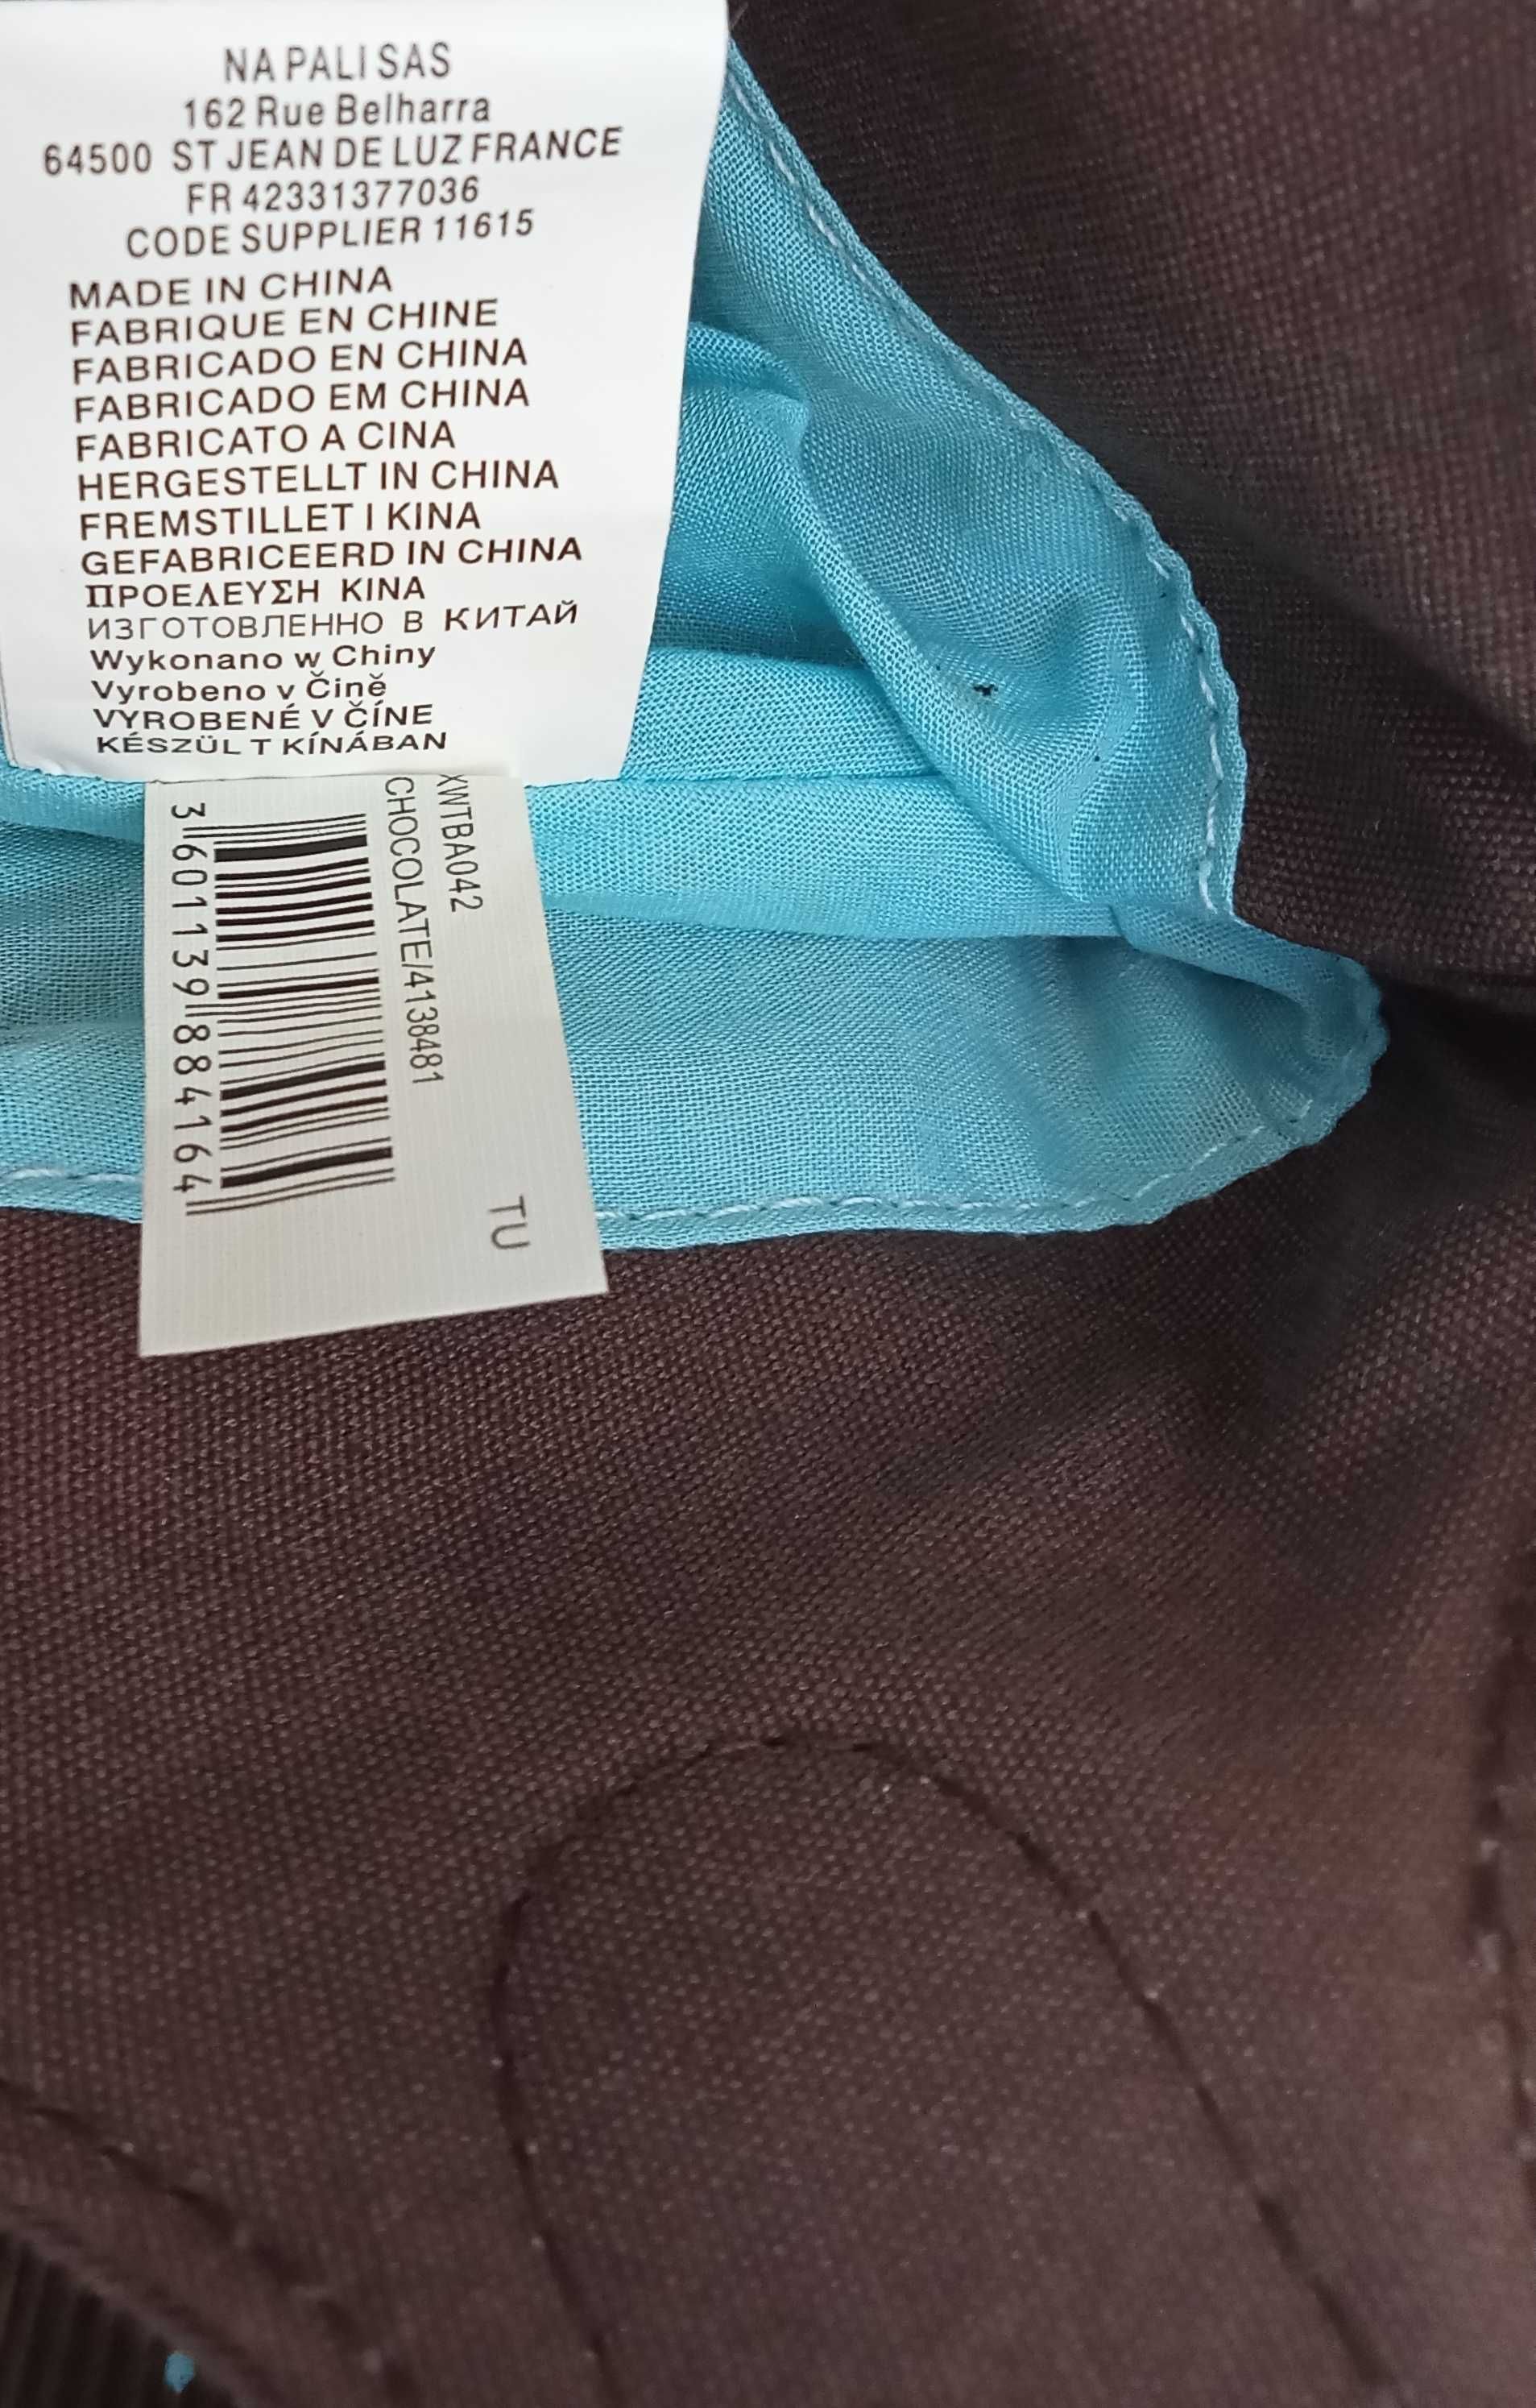 NA PALI SAS
162 Rue Belharra
64500 ST JEAN DE LUZ FRANCE
FR 42331377036
CODE SUPPLIER 11615
MADE IN CHINA
FABRIQUE EN CHINE
FABRICADO EN CHINA
FABRICADO EM CHINA
FABRICATO A CINA
HERGESTELLT IN CHINA
FREMSTILLET I KINA
GEFABRICEERD IN CHINA
ΠΡΟΕΛΕΥΣΗ ΚΙΝΑ
ИЗГОТОВЛЕННО В КИТАЙ
Wykonano w Chiny
Vyrobeno v Čině
VYROBENÉ V ČÍNE
KÉSZÜLT KÍNÁBAN
XWTBA042
CHOCOLATE/4138481
3 601139 884164
TU